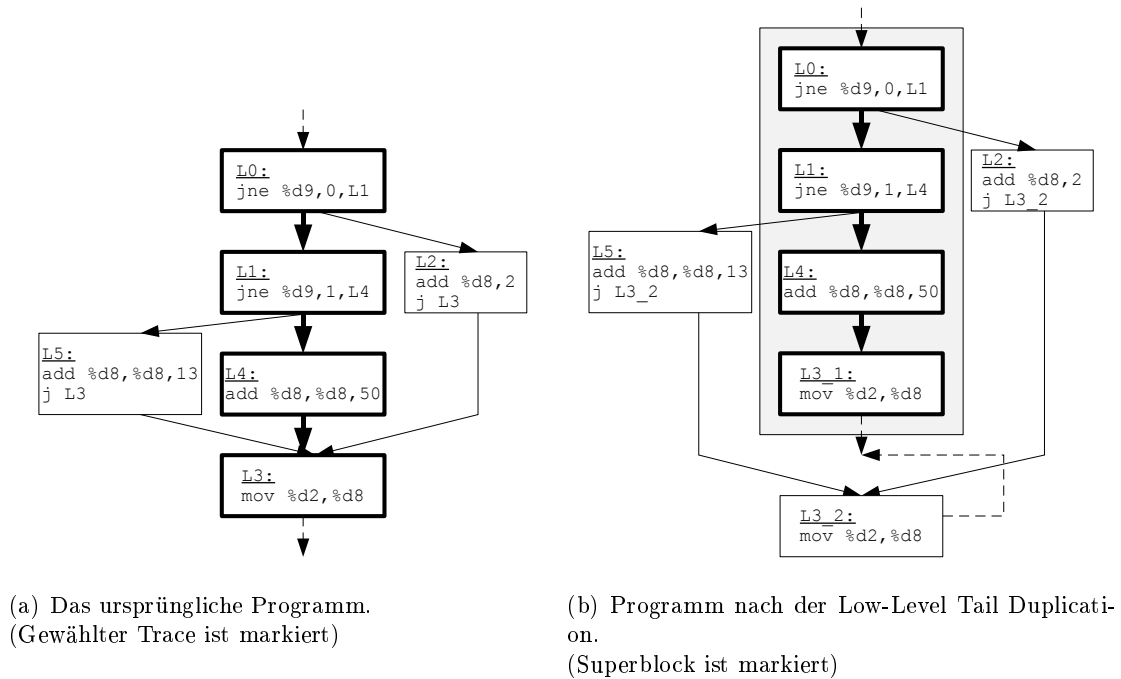 L0:
jne %d9,0,L1
L1:
jne %d9,1,L4
L2:
add %d8,2
j L3
L5:
add %d8,%d8,13
j L3
L4:
add %d8,%d8,50
L3:
mov %d2,%d8
(a) Das ursprüngliche Programm.
(Gewählter Trace ist markiert)
L0:
jne %d9,0,L1
L1:
jne %d9,1,L4
L2:
add %d8,2
j L3_2
L5:
add %d8,%d8,13
j L3_2
L4:
add %d8,%d8,50
L3_1:
mov %d2,%d8
L3_2:
mov %d2,%d8
(b) Programm nach der Low-Level Tail Duplicati-
on.
(Superblock ist markiert)